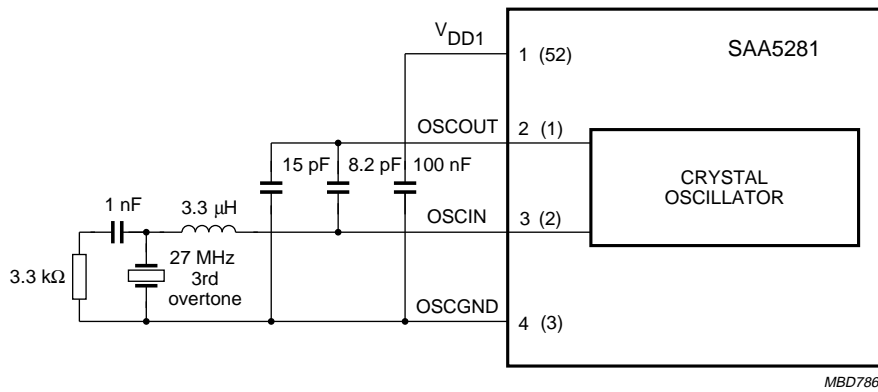 VDD1
1 (52)
SAA5281
OSCOUT
2 (1)
15 pF
8.2 pF
100 nF
CRYSTAL
OSCILLATOR
1 nF
3.3 μH
OSCIN
3 (2)
3.3 kΩ
27 MHz
3rd
overtone
OSCGND
4 (3)
MBD786